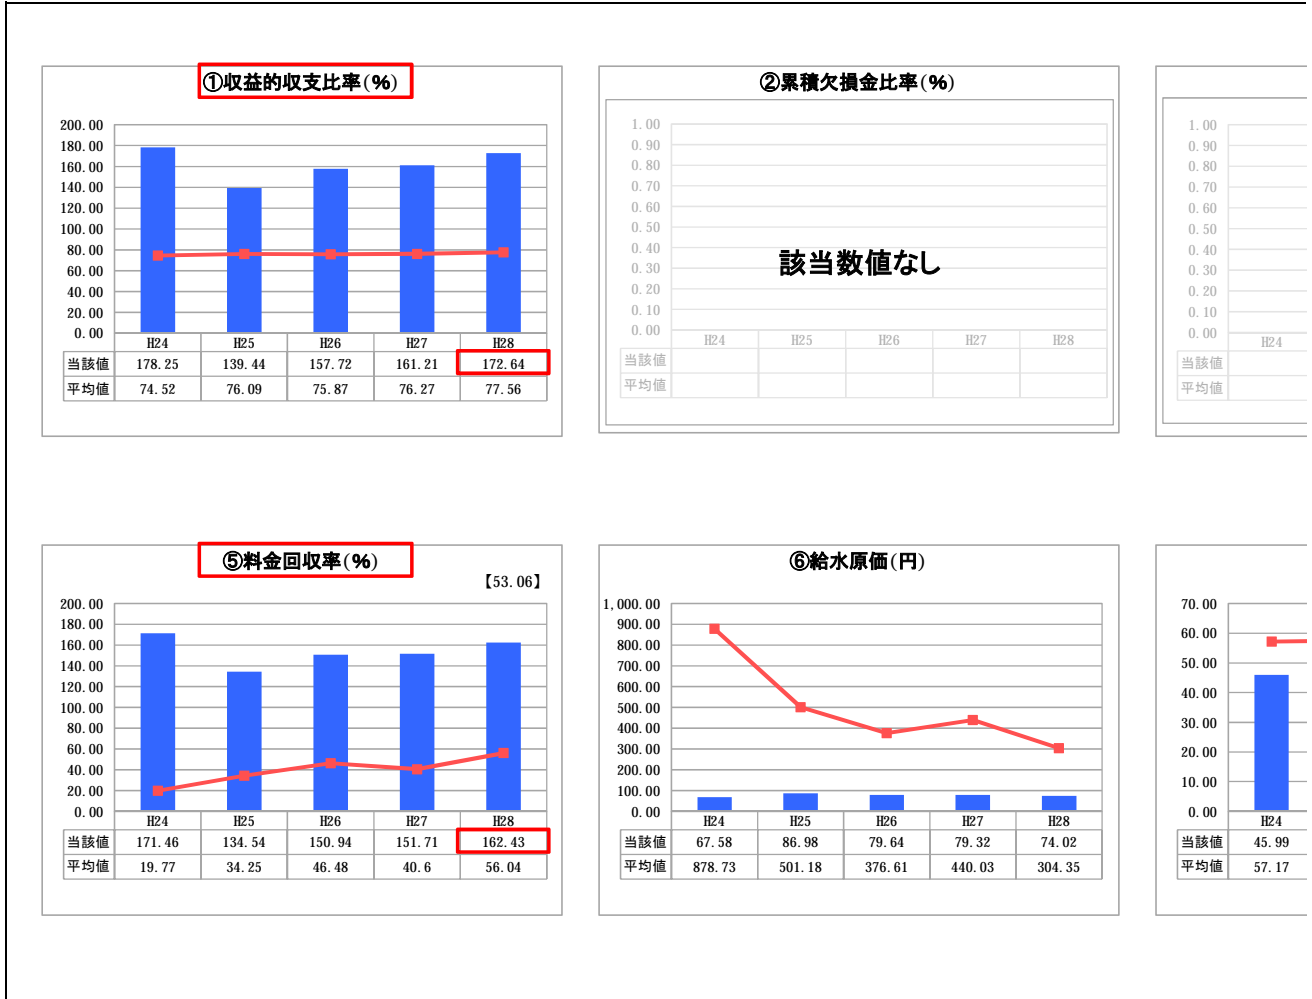 ①収益的収支比率(%)
200.00
180.00
160.00
140.00
120.00
100.00
80.00
60.00
40.00
20.00
0.00
H24 H25 H26 H27 H28
当該値 178.25 139.44 157.72 161.21 172.64
平均値 74.52 76.09 75.87 76.27 77.56
②累積欠損金比率(%)
1.00
0.90
0.80
0.70
0.60
0.50
0.40
0.30
0.20
0.10
0.00
該当数値なし
H24 H25 H26 H27 H28
当該値
平均値
1.00
0.90
0.80
0.70
0.60
0.50
0.40
0.30
0.20
0.10
0.00
H24
当該値
平均値
⑤料金回収率(%)
【53.06】
200.00
180.00
160.00
140.00
120.00
100.00
80.00
60.00
40.00
20.00
0.00
H24 H25 H26 H27 H28
当該値 171.46 134.54 150.94 151.71 162.43
平均値 19.77 34.25 46.48 40.6 56.04
⑥給水原価(円)
1,000.00
900.00
800.00
700.00
600.00
500.00
400.00
300.00
200.00
100.00
0.00
H24 H25 H26 H27 H28
当該値 67.58 86.98 79.64 79.32 74.02
平均値 878.73 501.18 376.61 440.03 304.35
70.00
60.00
50.00
40.00
30.00
20.00
10.00
0.00
H24
当該値 45.99
平均値 57.17